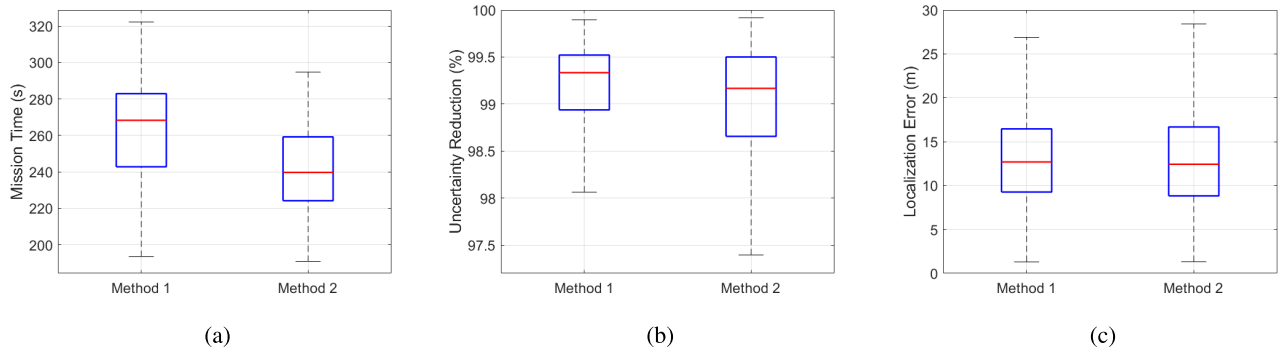 Mission Time (s)
320
300
280
260
240
220
200
Method 1
Method 2
(a)
Uncertainty Reduction (%)
100
99.5
99
98.5
98
97.5
Method 1
Method 2
(b)
Localization Error (m)
30
25
20
15
10
5
0
Method 1
Method 2
(c)